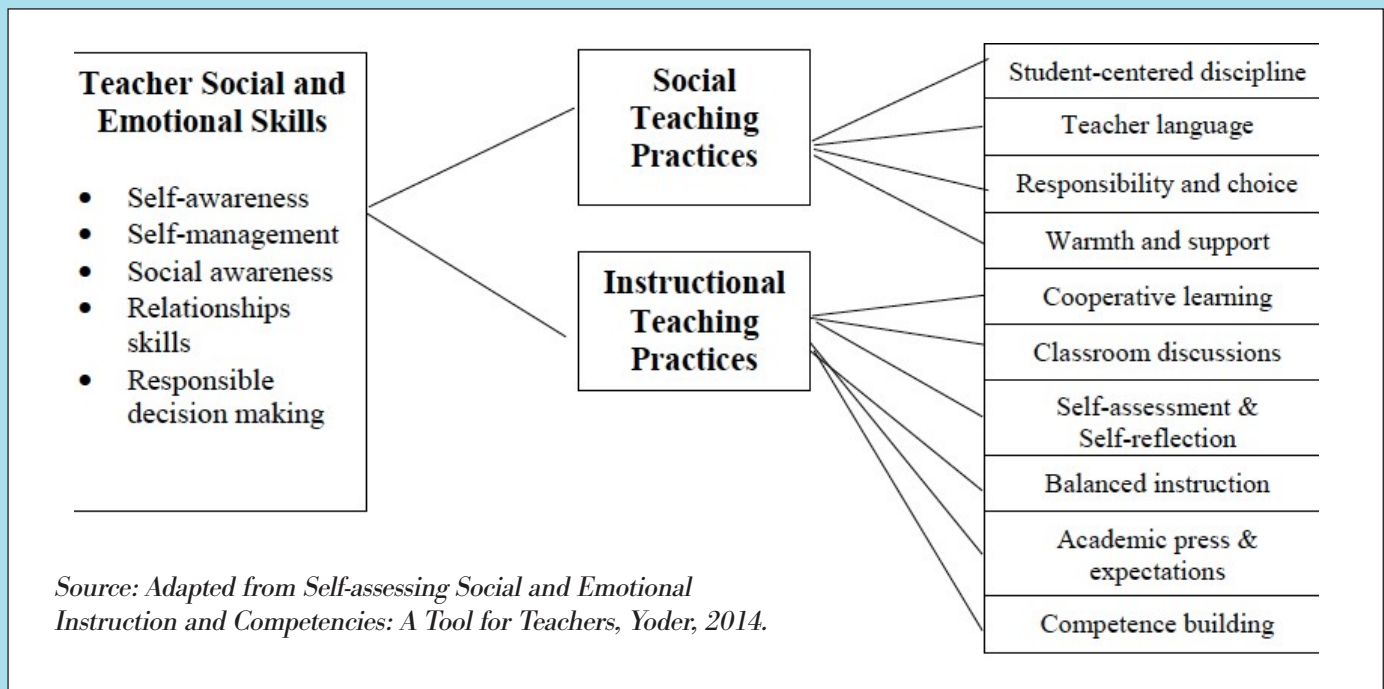 Teacher Social and
Emotional Skills
• Self-awareness
• Self-management
• Social awareness
• Relationships
skills
• Responsible
decision making
Social
Teaching
Practices
Instructional
Teaching
Practices
Student-centered discipline
Teacher language
Responsibility and choice
Warmth and support
Cooperative learning
Classroom discussions
Self-assessment &
Self-reflection
Balanced instruction
Academic press &
expectations
Competence building
Source: Adapted from Self-assessing Social and Emotional
Instruction and Competencies: A Tool for Teachers, Yoder, 2014.